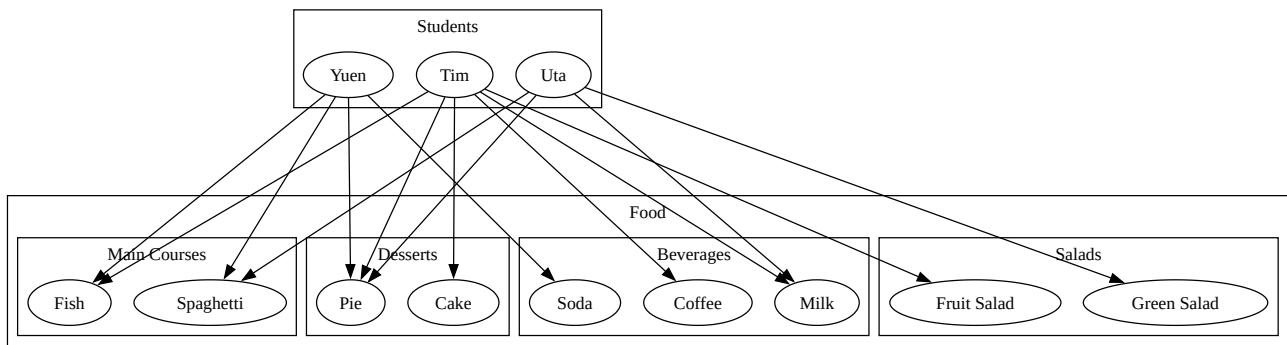 Students
Yuen Tim Uta
Food
Main Courses Desserts Beverages Salads
Fish Spaghetti Pie Cake Soda Coffee Milk Fruit Salad Green Salad